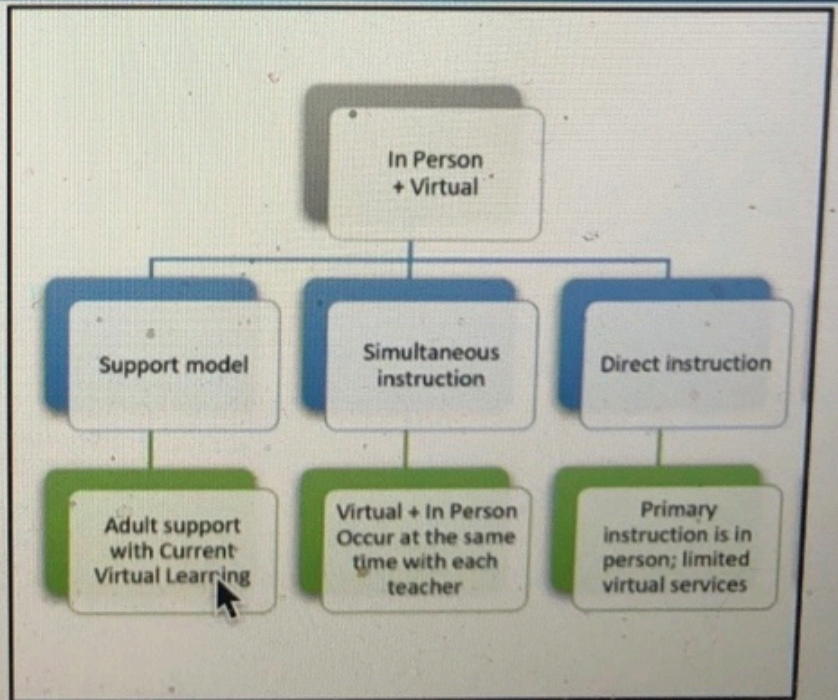 In Person
+ Virtual
Support model
Simultaneous
instruction
Direct instruction
Adult support
with Current
Virtual Learning
Virtual + In Person
Occur at the same
time with each
teacher
Primary
instruction is in
person; limited
virtual services